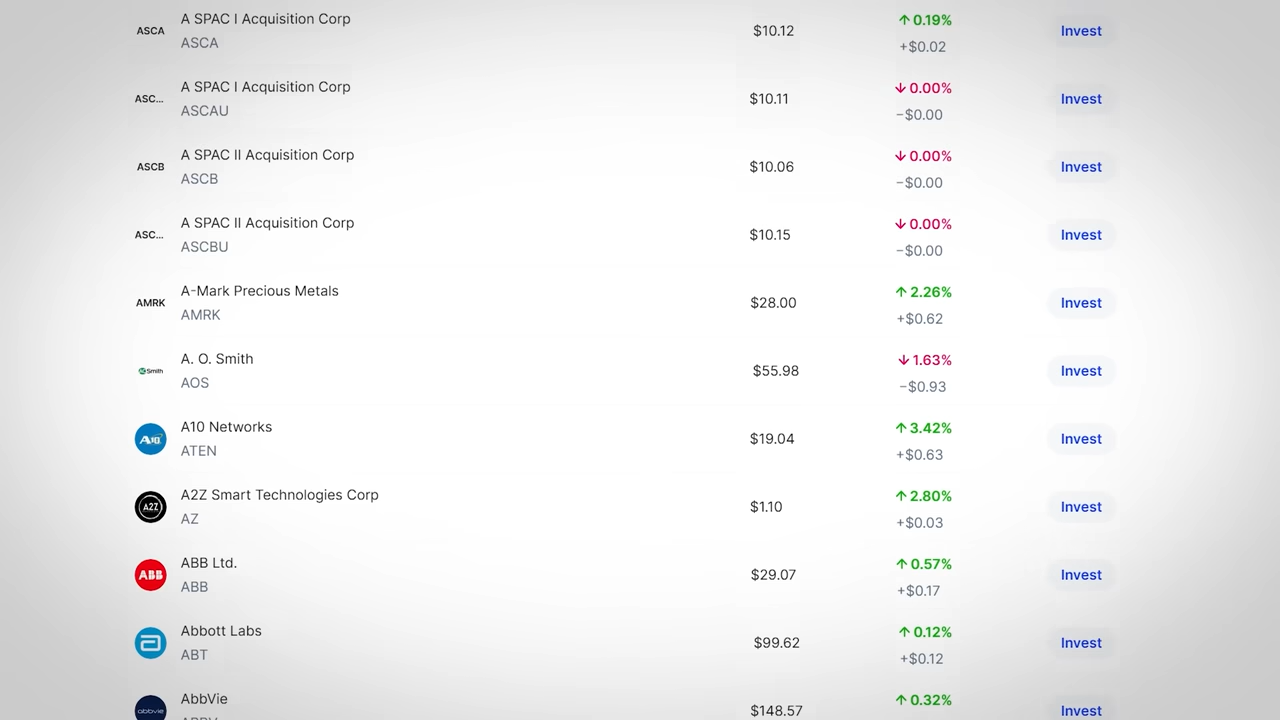 A SPAC I Acquisition Corp
ASCA ASCA $10.12 ↑ 0.19% +$0.02 Invest
A SPAC I Acquisition Corp
ASC... ASCAU $10.11 ↓ 0.00% −$0.00 Invest
A SPAC II Acquisition Corp
ASCB ASCB $10.06 ↓ 0.00% −$0.00 Invest
A SPAC II Acquisition Corp
ASC... ASCBU $10.15 ↓ 0.00% −$0.00 Invest
A-Mark Precious Metals
AMRK AMRK $28.00 ↑ 2.26% +$0.62 Invest
A. O. Smith
AO Smith AOS $55.98 ↓ 1.63% −$0.93 Invest
A10 Networks
A10 ATEN $19.04 ↑ 3.42% +$0.63 Invest
A2Z Smart Technologies Corp
A2Z AZ $1.10 ↑ 2.80% +$0.03 Invest
ABB Ltd.
ABB ABB $29.07 ↑ 0.57% +$0.17 Invest
Abbott Labs
ABT $99.62 ↑ 0.12% +$0.12 Invest
AbbVie
abbvie ABBV $148.57 ↑ 0.32% Invest